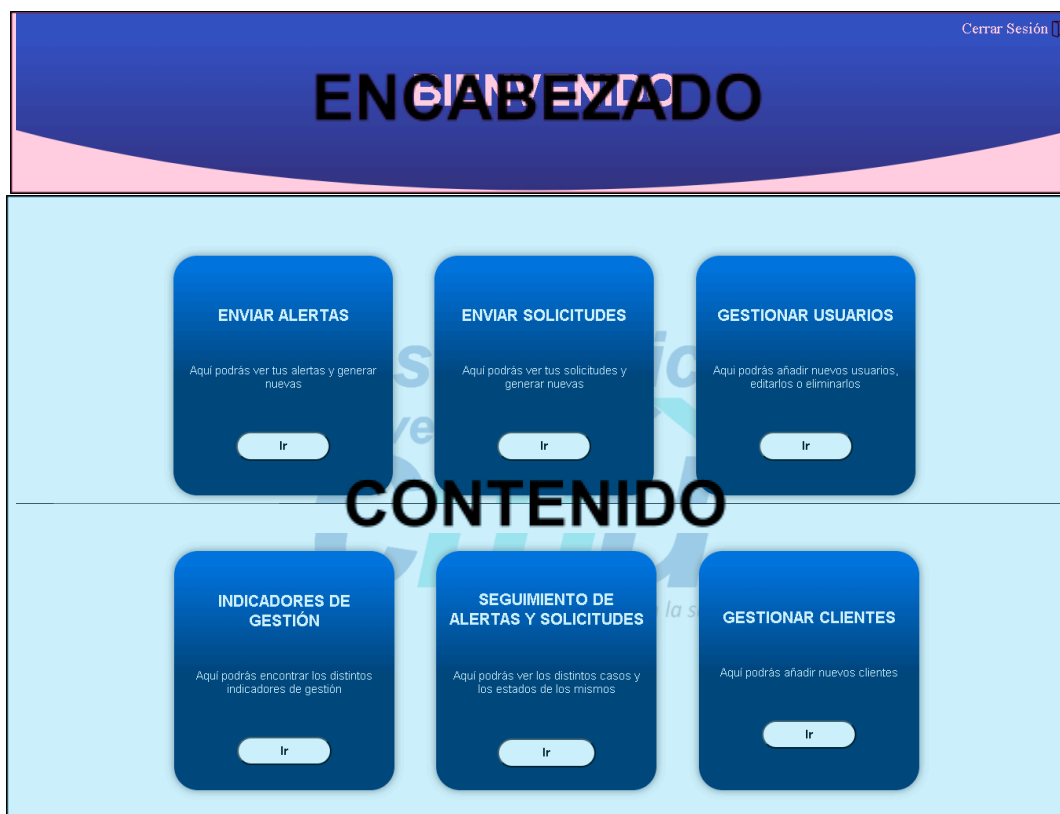 Cerrar Sesión
BIENVENIDO
ENCABEZADO
ENVIAR ALERTAS
Aquí podrás ver tus alertas y generar
nuevas
Ir
ENVIAR SOLICITUDES
Aquí podrás ver tus solicitudes y
generar nuevas
Ir
GESTIONAR USUARIOS
Aqui podrás añadir nuevos usuarios,
editarlos o eliminarlos
Ir
CONTENIDO
INDICADORES DE
GESTIÓN
Aquí podrás encontrar los distintos
indicadores de gestión
Ir
SEGUIMIENTO DE
ALERTAS Y SOLICITUDES
Aquí podrás ver los distintos casos y
los estados de los mismos
Ir
GESTIONAR CLIENTES
Aquí podrás añadir nuevos clientes
Ir